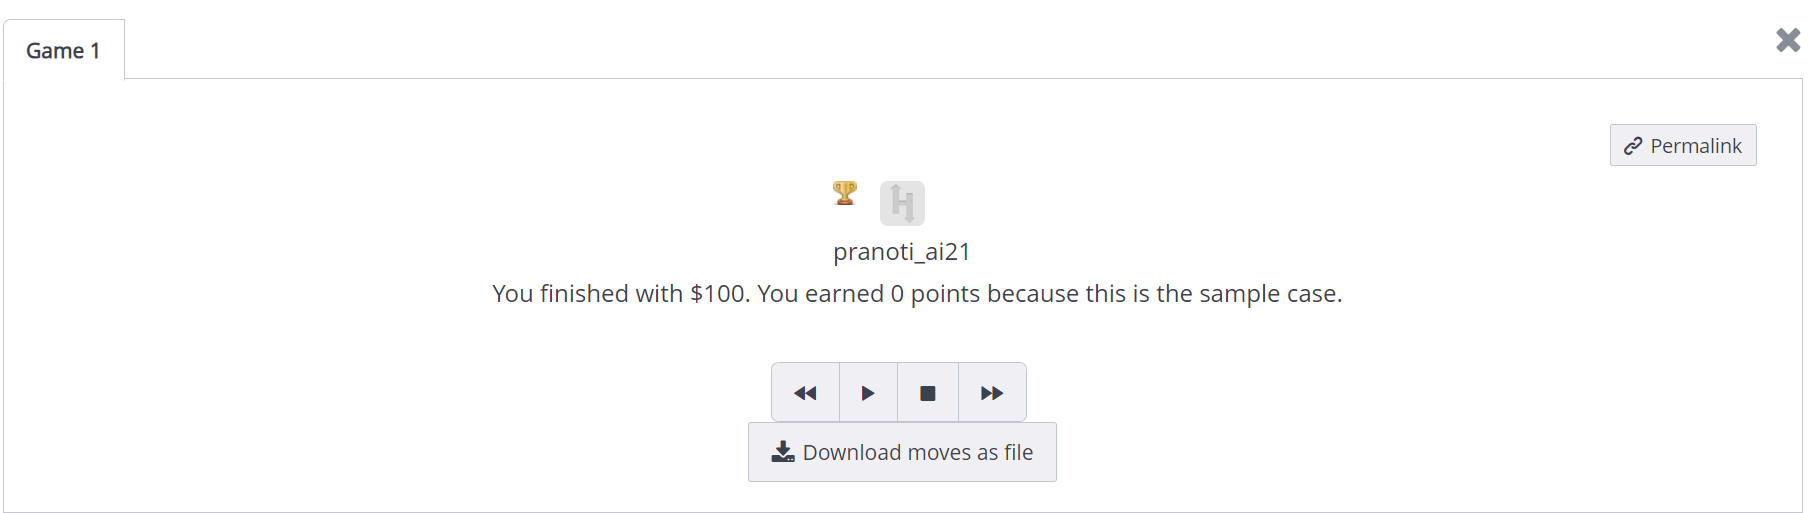 Game 1
Permalink
pranoti_ai21
You finished with $100. You earned 0 points because this is the sample case.
Download moves as file